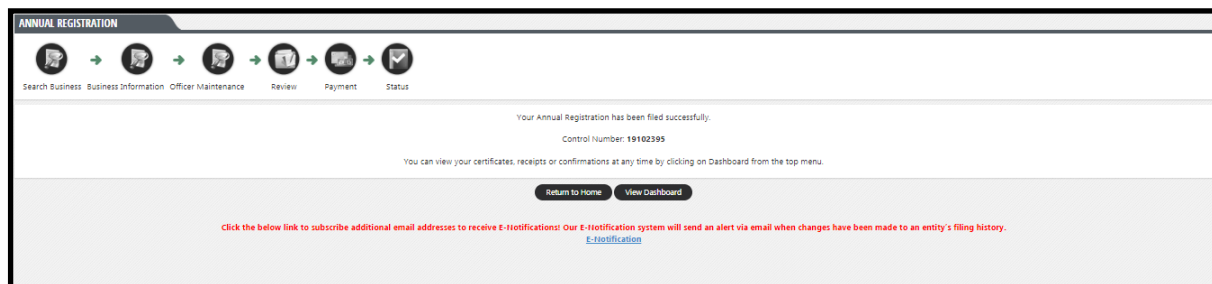 ANNUAL REGISTRATION
Search Business Business Information Officer Maintenance Review Payment Status
Your Annual Registration has been filed successfully.
Control Number: 19102395
You can view your certificates, receipts or confirmations at any time by clicking on Dashboard from the top menu.
Return to Home View Dashboard
Click the below link to subscribe additional email addresses to receive E-Notifications! Our E-Notification system will send an alert via email when changes have been made to an entity's filing history.
E-Notification